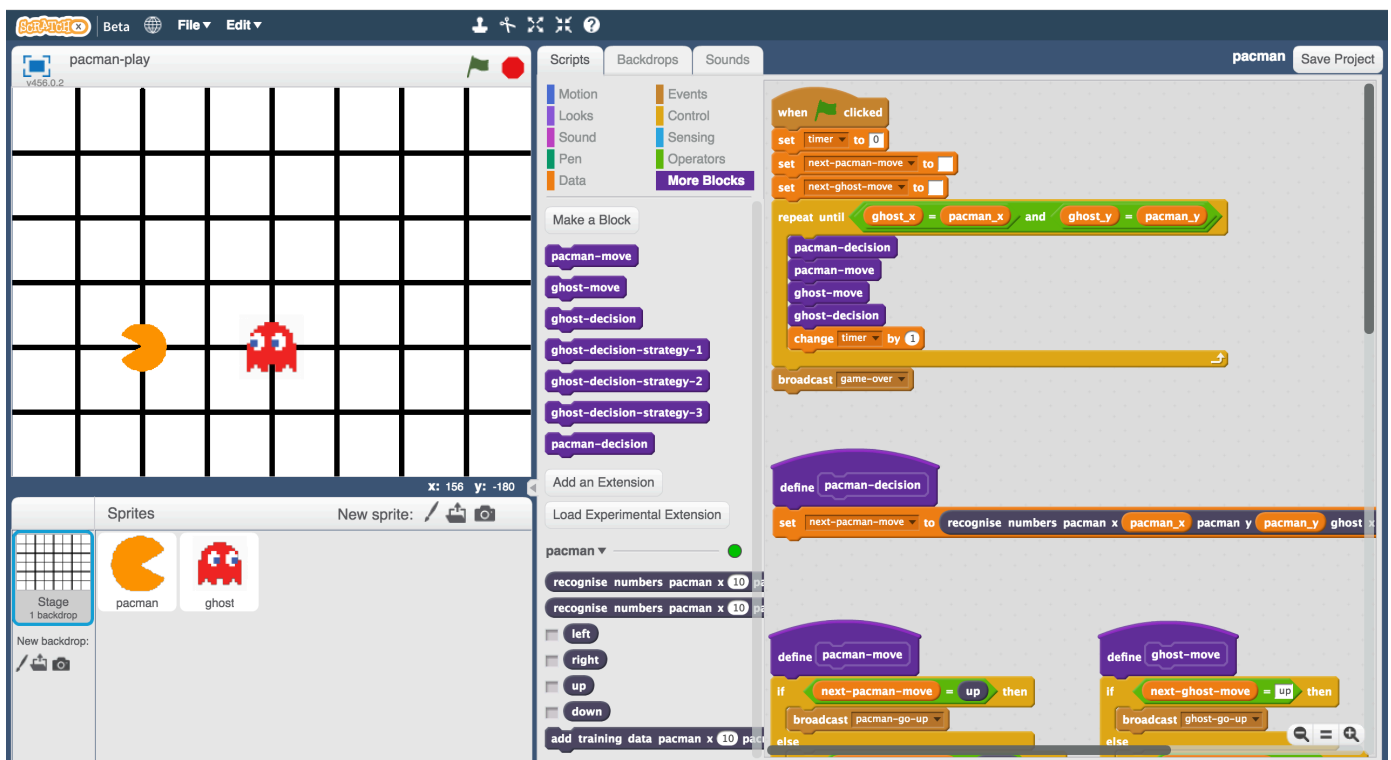 SCRATCHX Beta File▾ Edit▾
pacman-play
v456.0.2
x: 156 y: -180
Sprites New sprite:
Stage
1 backdrop
New backdrop:
pacman
ghost
Scripts Backdrops Sounds
pacman Save Project
Motion Events
Looks Control
Sound Sensing
Pen Operators
Data More Blocks
Make a Block
pacman-move
ghost-move
ghost-decision
ghost-decision-strategy-1
ghost-decision-strategy-2
ghost-decision-strategy-3
pacman-decision
Add an Extension
Load Experimental Extension
pacman▾
recognise numbers pacman x 10 pa
recognise numbers pacman x 10 pa
left
right
up
down
add training data pacman x 10 pac
when clicked
set timer to 0
set next-pacman-move to
set next-ghost-move to
repeat until ghost_x = pacman_x and ghost_y = pacman_y
pacman-decision
pacman-move
ghost-move
ghost-decision
change timer by 1
broadcast game-over
define pacman-decision
set next-pacman-move to recognise numbers pacman x pacman_x pacman y pacman_y ghost x
define pacman-move
if next-pacman-move = up then
broadcast pacman-go-up
else
define ghost-move
if next-ghost-move = up then
broadcast ghost-go-up
else